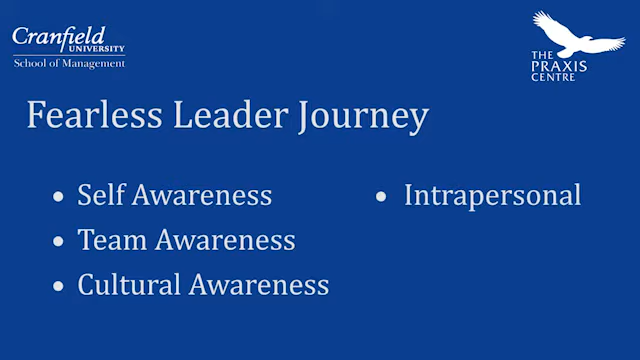 Cranfield
UNIVERSITY
School of Management
THE
PRAXIS
CENTRE
Fearless Leader Journey
• Self Awareness
• Team Awareness
• Cultural Awareness
• Intrapersonal